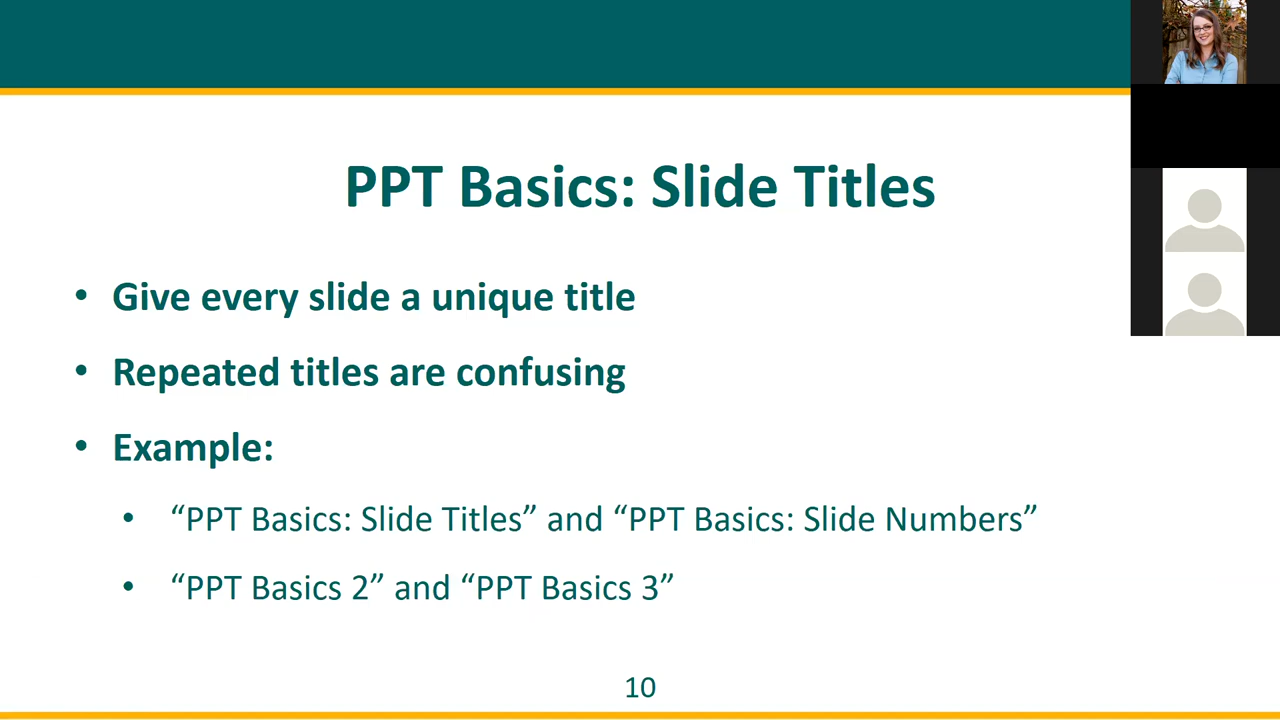 PPT Basics: Slide Titles
• Give every slide a unique title
• Repeated titles are confusing
• Example:
• “PPT Basics: Slide Titles” and “PPT Basics: Slide Numbers”
• “PPT Basics 2” and “PPT Basics 3”
10